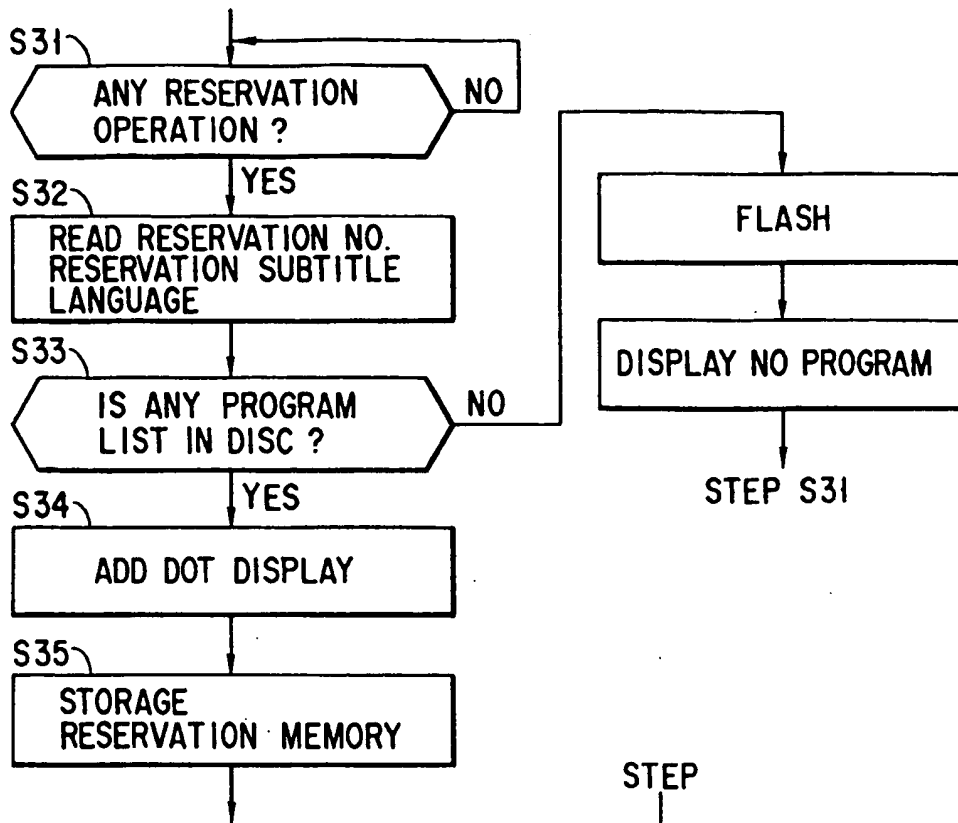 S31
ANY RESERVATION
OPERATION ?
NO
YES
S32
READ RESERVATION NO.
RESERVATION SUBTITLE
LANGUAGE
S33
IS ANY PROGRAM
LIST IN DISC ?
NO
YES
S34
ADD DOT DISPLAY
S35
STORAGE
RESERVATION MEMORY
FLASH
DISPLAY NO PROGRAM
STEP S31
STEP